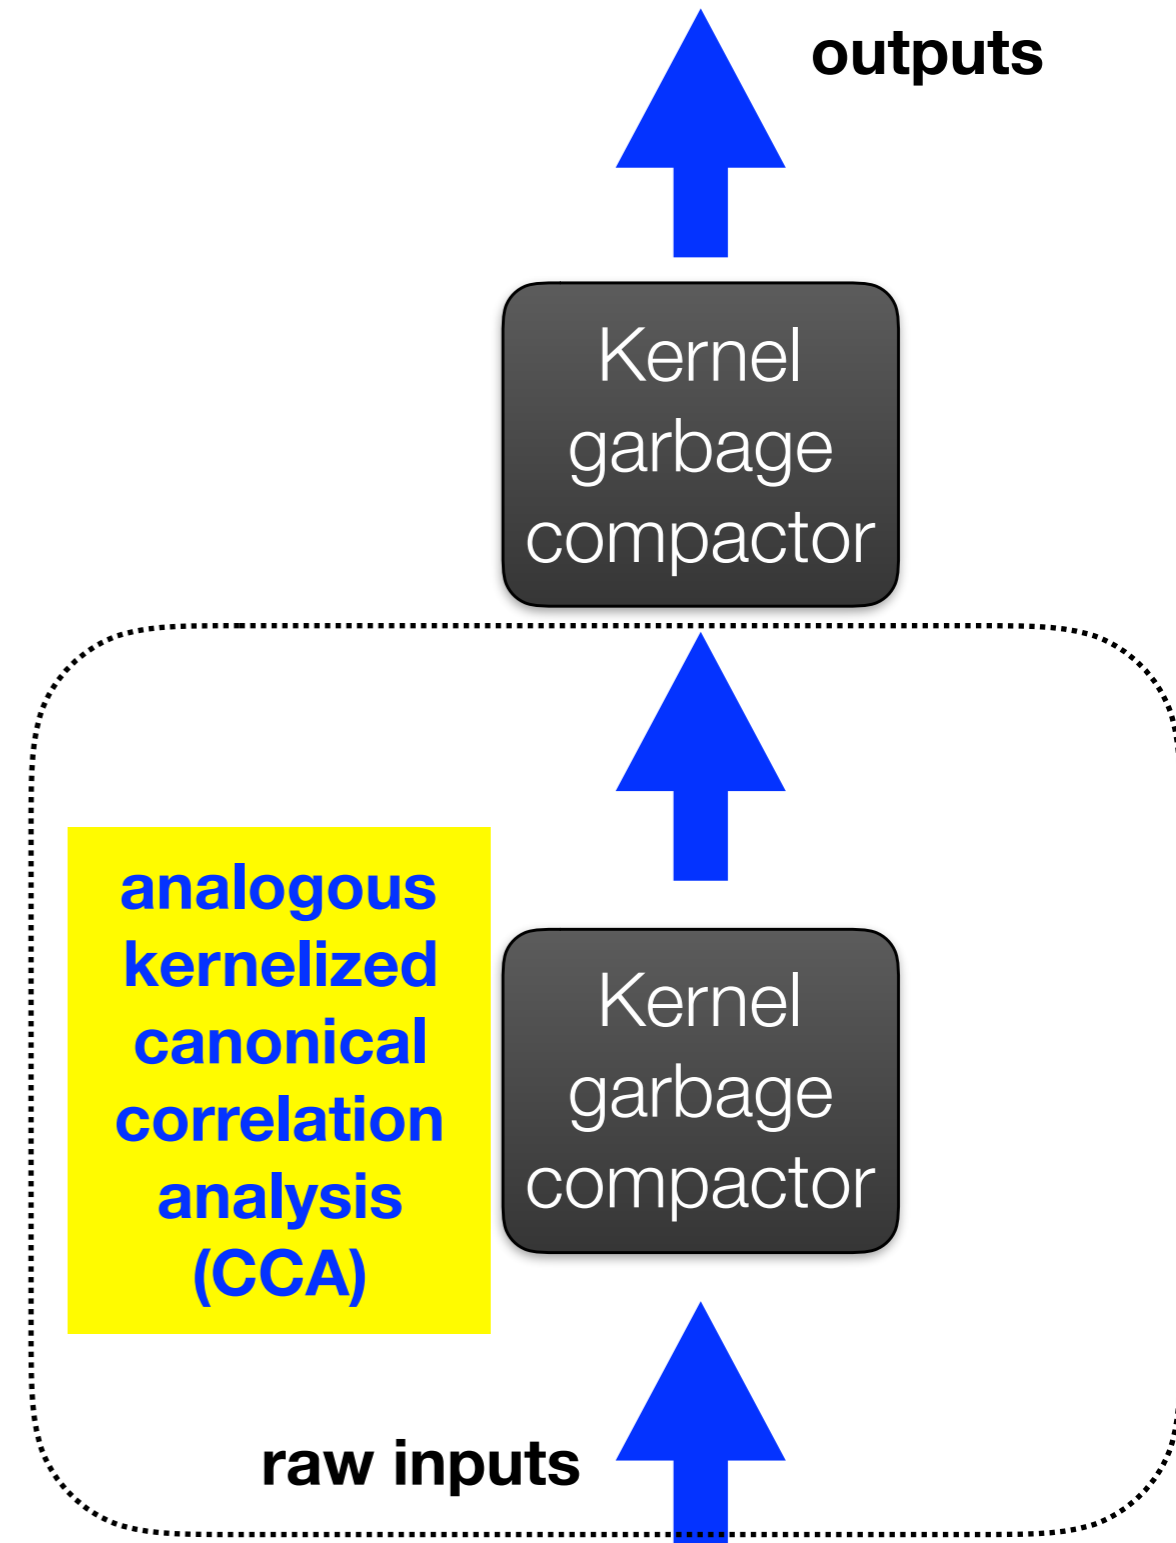 outputs
Kernel
garbage
compactor
analogous
kernelized
canonical
correlation
analysis
(CCA)
Kernel
garbage
compactor
raw inputs